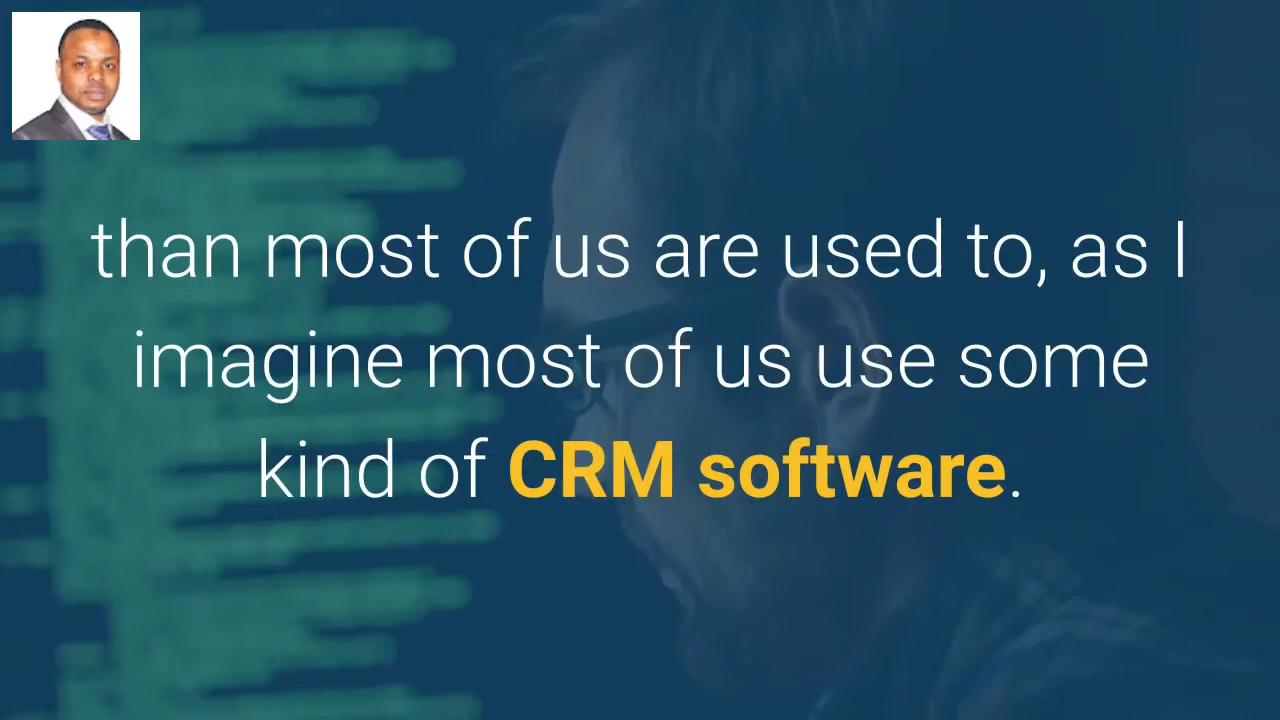 than most of us are used to, as I
imagine most of us use some
kind of CRM software.